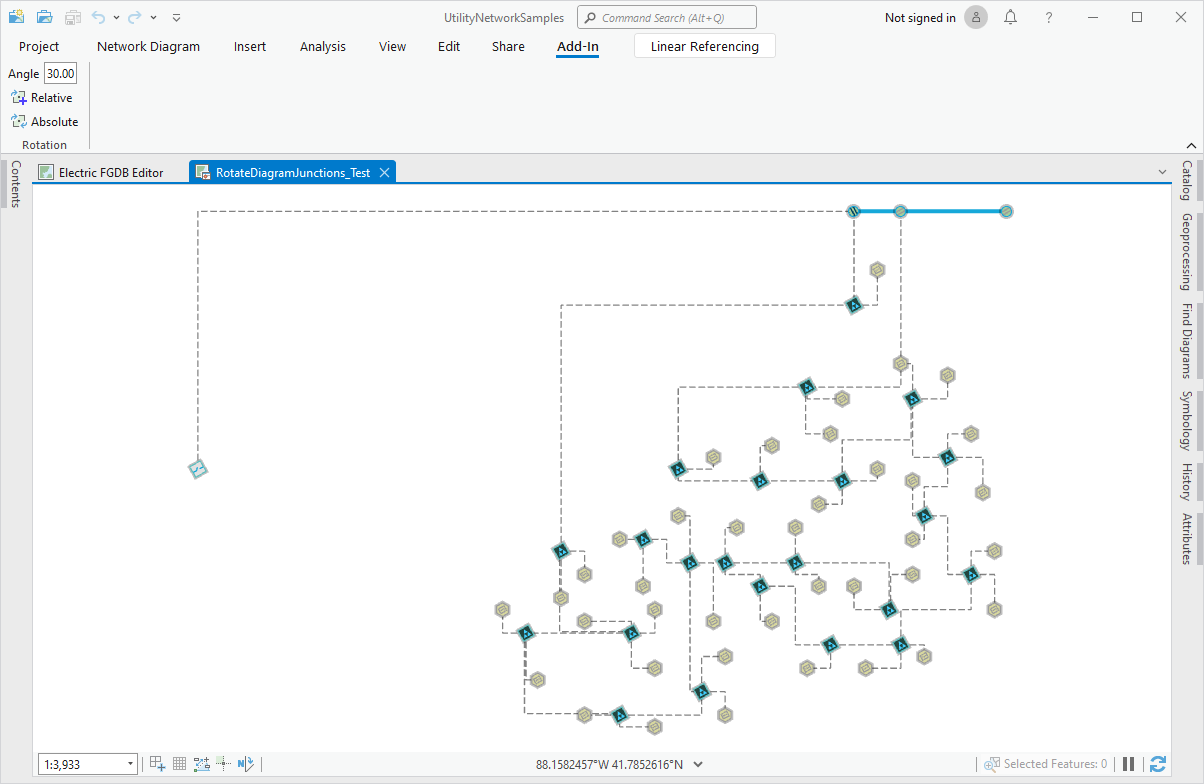 UtilityNetworkSamples
Command Search (Alt+Q)
Not signed in
?
Project
Network Diagram
Insert
Analysis
View
Edit
Share
Add-In
Linear Referencing
Angle 30.00
Relative
Absolute
Rotation
Contents
Electric FGDB Editor
RotateDiagramJunctions_Test
Catalog
Geoprocessing
Find Diagrams
Symbology
History
Attributes
1:3,933
N
88.1582457°W 41.7852616°N
Selected Features: 0